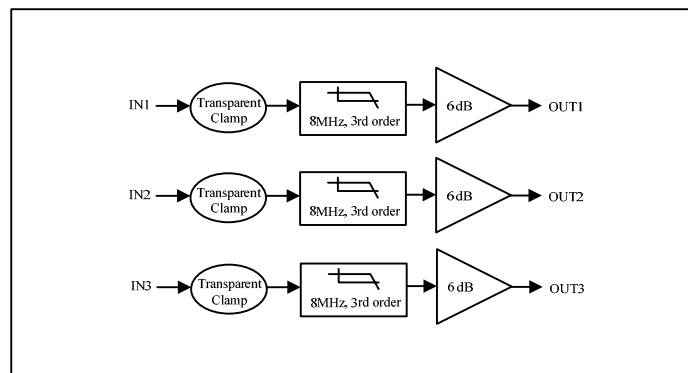 IN1
Transparent
Clamp
8MHz, 3rd order
6dB
OUT1
IN2
Transparent
Clamp
8MHz, 3rd order
6dB
OUT2
IN3
Transparent
Clamp
8MHz, 3rd order
6dB
OUT3